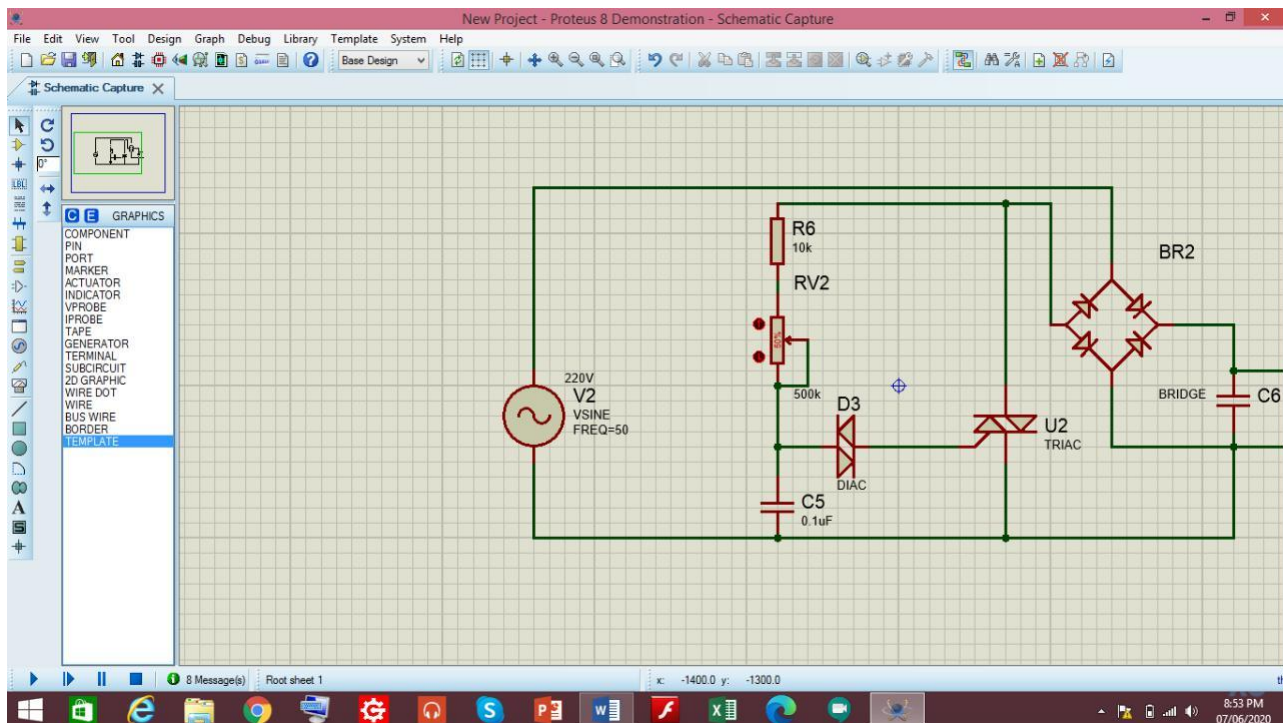 New Project - Proteus 8 Demonstration - Schematic Capture
File Edit View Tool Design Graph Debug Library Template System Help
Base Design
Schematic Capture
0°
LBL
C E GRAPHICS
COMPONENT
PIN
PORT
MARKER
ACTUATOR
INDICATOR
VPROBE
IPROBE
TAPE
GENERATOR
TERMINAL
SUBCIRCUIT
2D GRAPHIC
WIRE DOT
WIRE
BUS WIRE
BORDER
TEMPLATE
A
S
R6
10k
RV2
50%
500k
220V
V2
VSINE
FREQ=50
D3
DIAC
C5
0.1uF
U2
TRIAC
BR2
BRIDGE
C6
8 Message(s)
Root sheet 1
x: -1400.0 y: -1300.0
th
8:53 PM
07/06/2020